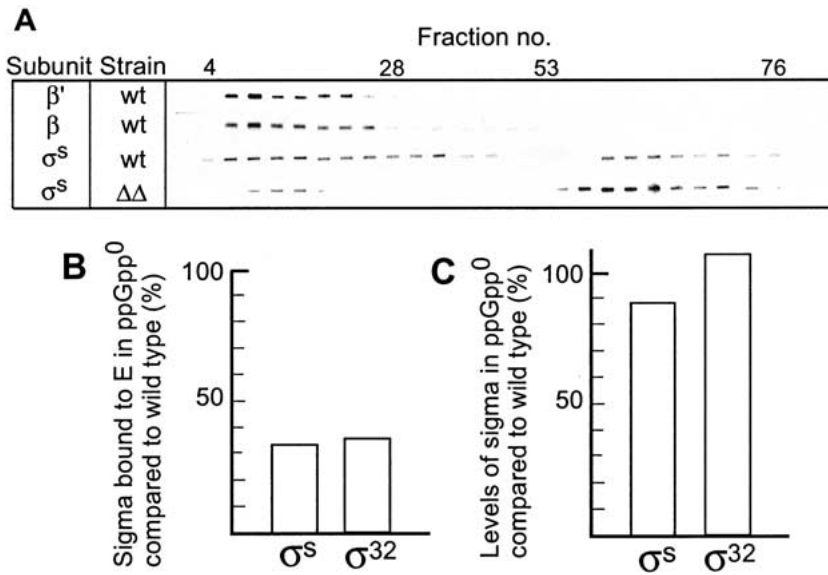 A
Fraction no.
Subunit Strain 4 28 53 76
β' wt
β wt
σˢ wt
σˢ ΔΔ
B
Sigma bound to E in ppGpp⁰
compared to wild type (%)
100
50
σˢ σ³²
C
Levels of sigma in ppGpp⁰
compared to wild type (%)
100
50
σˢ σ³²